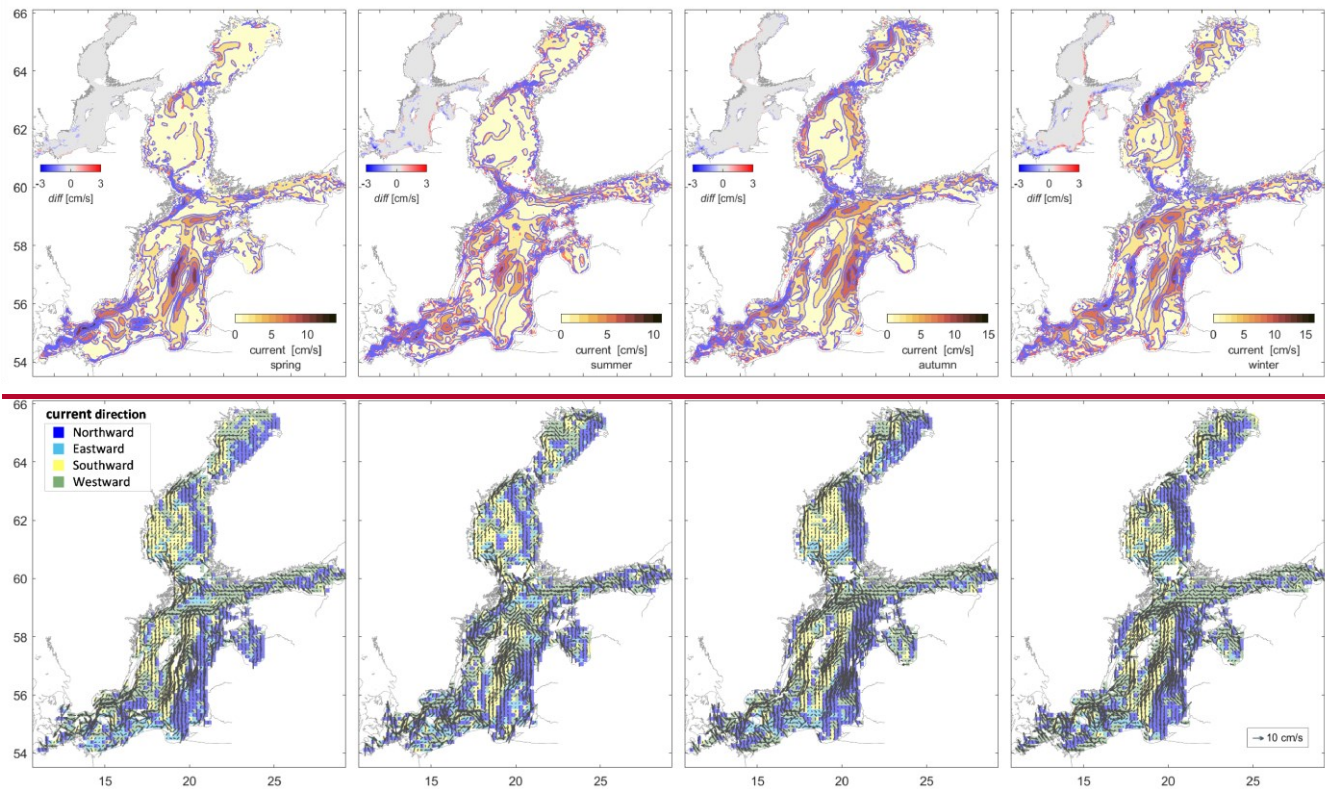 66
64
62
60
58
56
54
-3 0 3
diff [cm/s]
0 5 10
current [cm/s]
spring
-3 0 3
diff [cm/s]
0 5 10
current [cm/s]
summer
-3 0 3
diff [cm/s]
0 5 10 15
current [cm/s]
autumn
-3 0 3
diff [cm/s]
0 5 10 15
current [cm/s]
winter
66
64
62
60
58
56
54
current direction
Northward
Eastward
Southward
Westward
10 cm/s
15 20 25
15 20 25
15 20 25
15 20 25